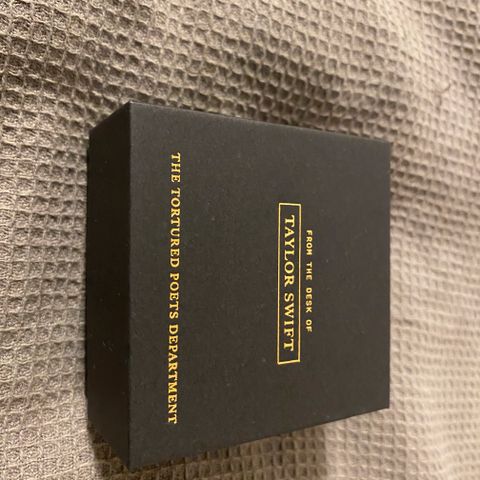 FROM THE DESK OF
TAYLOR SWIFT
THE TORTURED POETS DEPARTMENT